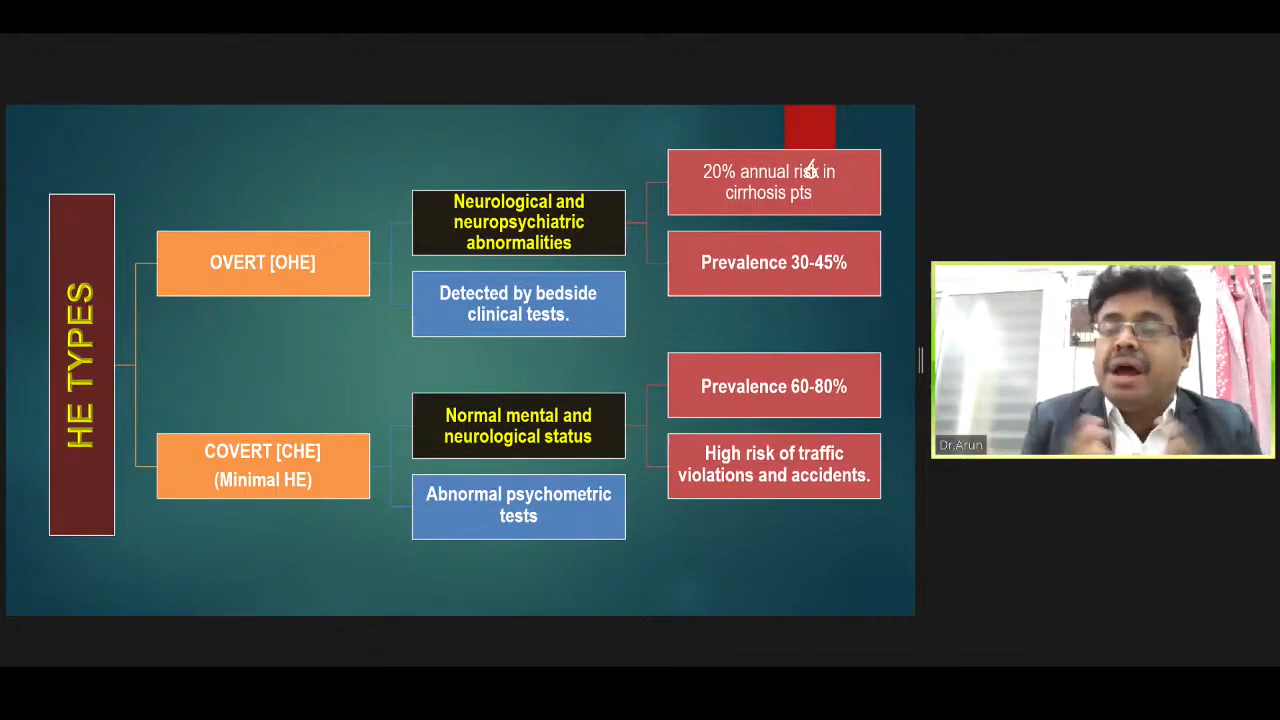 HE TYPES
OVERT [OHE]
Neurological and
neuropsychiatric
abnormalities
20% annual risk in
cirrhosis pts
Prevalence 30-45%
Detected by bedside
clinical tests.
COVERT [CHE]
(Minimal HE)
Normal mental and
neurological status
Prevalence 60-80%
High risk of traffic
violations and accidents.
Abnormal psychometric
tests
Dr.Arun